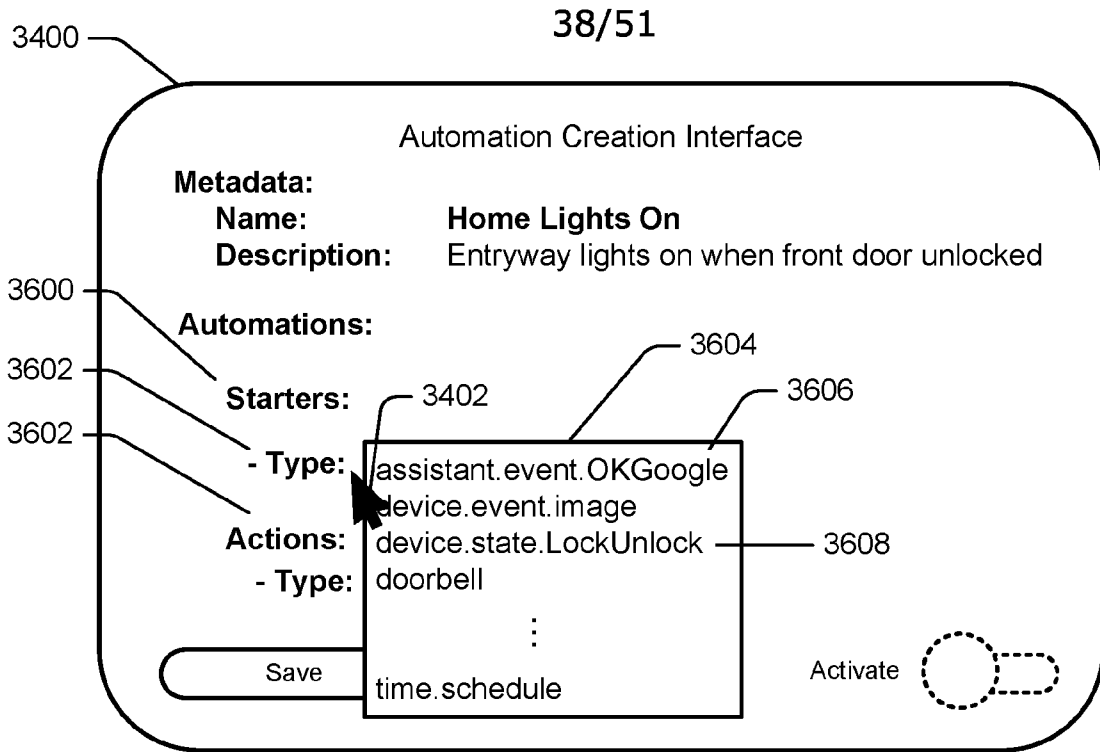 38/51
3400
Automation Creation Interface
Metadata:
Name: Home Lights On
Description: Entryway lights on when front door unlocked
3600
Automations:
3604
3602
Starters:
3402
3606
3602
- Type:
assistant.event.OKGoogle
device.event.image
Actions:
device.state.LockUnlock
3608
- Type:
doorbell
⋮
Save
Activate
time.schedule